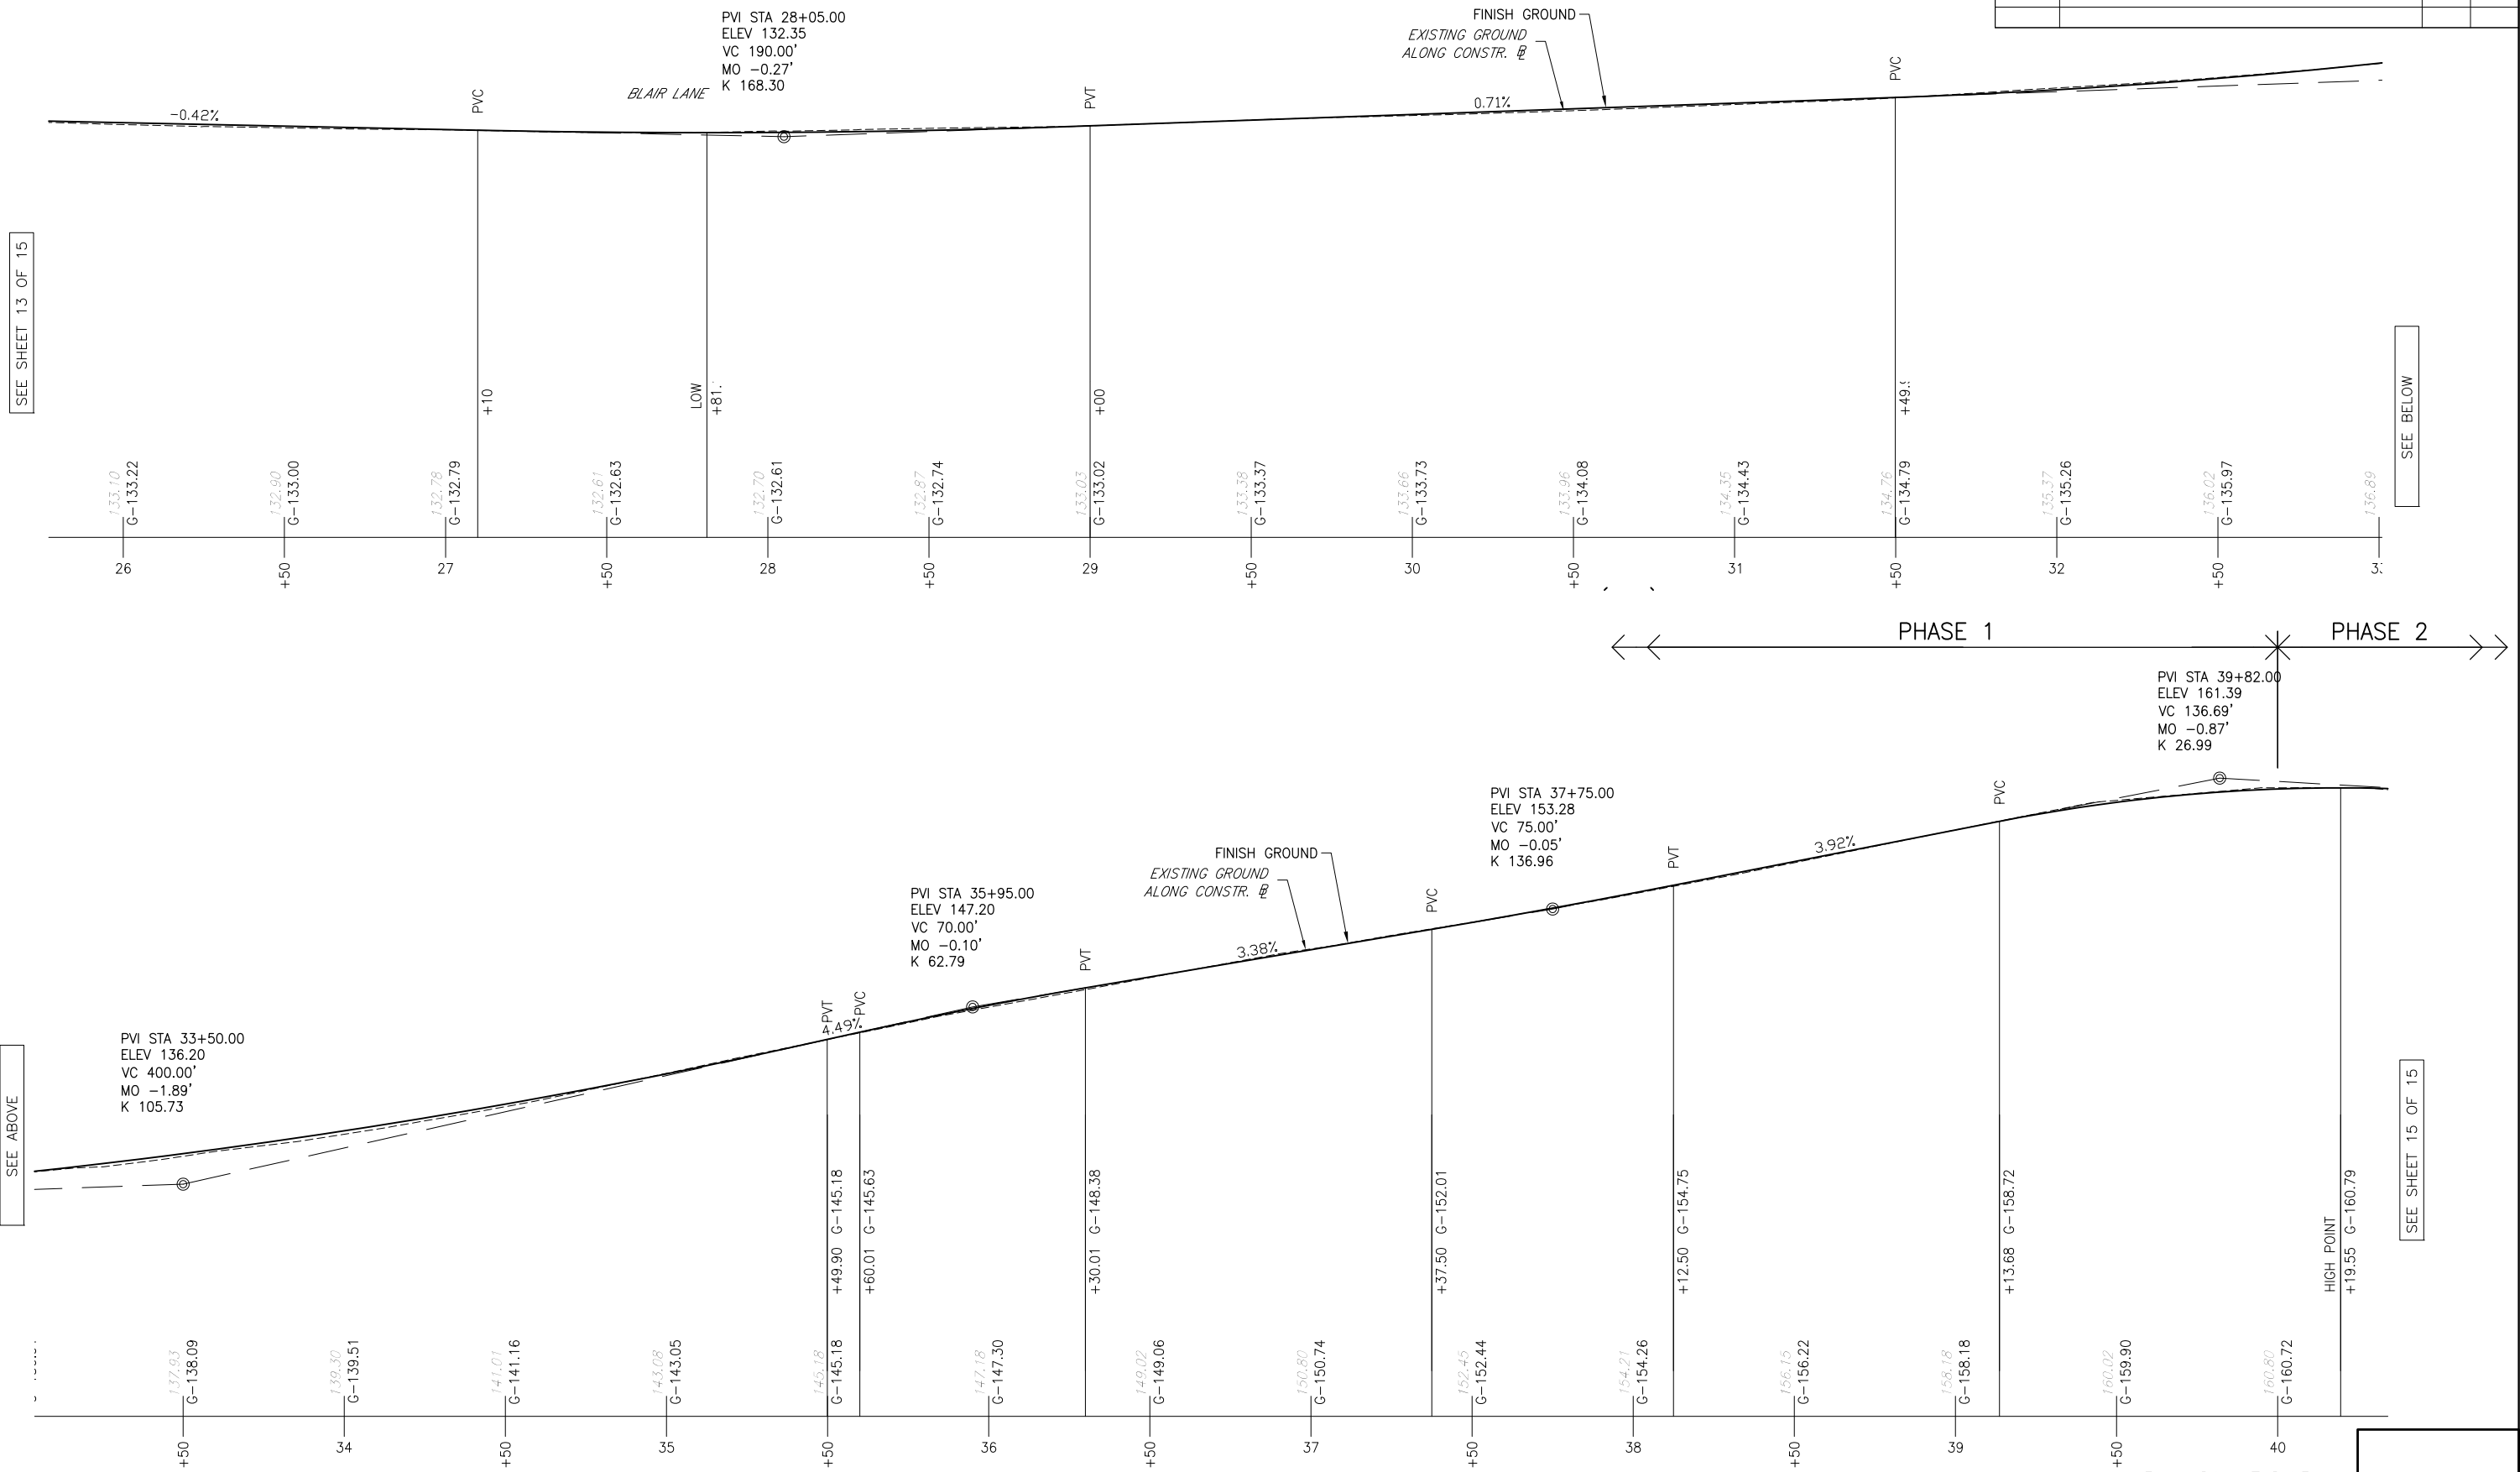 PVI STA 28+05.00
ELEV 132.35
VC 190.00'
MO -0.27'
K 168.30
BLAIR LANE
FINISH GROUND
EXISTING GROUND
ALONG CONSTR. ℄
-0.42%
PVC
PVT
0.71%
PVC
SEE SHEET 13 OF 15
+10
LOW
+81.
+00
+49.
SEE BELOW
133.10
G-133.22
132.90
G-133.00
132.78
G-132.79
132.61
G-132.63
132.70
G-132.61
132.87
G-132.74
133.03
G-133.02
133.38
G-133.37
133.66
G-133.73
133.96
G-134.08
134.35
G-134.43
134.76
G-134.79
135.37
G-135.26
136.02
G-135.97
136.89
26
+50
27
+50
28
+50
29
+50
30
+50
31
+50
32
+50
PHASE 1
PHASE 2
PVI STA 39+82.00
ELEV 161.39
VC 136.69'
MO -0.87'
K 26.99
PVI STA 37+75.00
ELEV 153.28
VC 75.00'
MO -0.05'
K 136.96
FINISH GROUND
EXISTING GROUND
ALONG CONSTR. ℄
PVI STA 35+95.00
ELEV 147.20
VC 70.00'
MO -0.10'
K 62.79
PVI STA 33+50.00
ELEV 136.20
VC 400.00'
MO -1.89'
K 105.73
PVT
PVC
4.49%
PVT
3.38%
PVC
PVT
3.92%
PVC
SEE ABOVE
+49.90 G-145.18
+60.01 G-145.63
+30.01 G-148.38
+37.50 G-152.01
+12.50 G-154.75
+13.68 G-158.72
HIGH POINT
+19.55 G-160.79
SEE SHEET 15 OF 15
137.93
G-138.09
139.30
G-139.51
141.01
G-141.16
143.08
G-143.05
145.18
G-145.18
147.18
G-147.30
149.02
G-149.06
150.80
G-150.74
152.45
G-152.44
154.21
G-154.26
156.15
G-156.22
158.18
G-158.18
160.02
G-159.90
160.80
G-160.72
+50
34
+50
35
+50
36
+50
37
+50
38
+50
39
+50
40